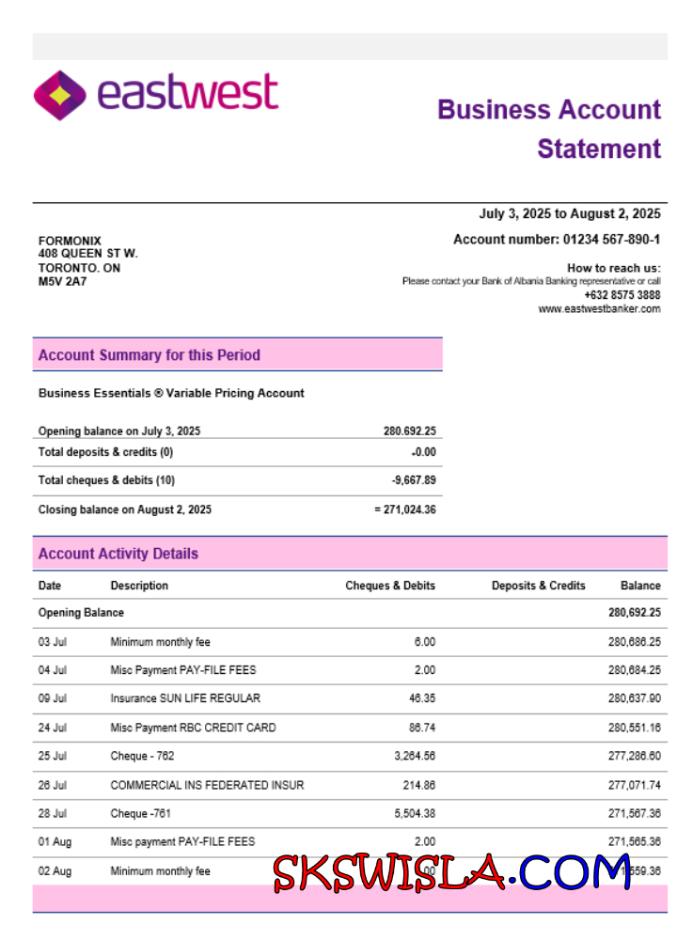 eastwest
Business Account
Statement
July 3, 2025 to August 2, 2025
Account number: 01234 567-890-1
FORMONIX
408 QUEEN ST W.
TORONTO. ON
M5V 2A7
How to reach us:
Please contact your Bank of Albania Banking representative or call
+632 8575 3888
www.eastwestbanker.com
Account Summary for this Period
Business Essentials ® Variable Pricing Account
Opening balance on July 3, 2025 280.692.25
Total deposits & credits (0) -0.00
Total cheques & debits (10) -9,667.89
Closing balance on August 2, 2025 = 271,024.36
Account Activity Details
Date Description Cheques & Debits Deposits & Credits Balance
Opening Balance 280,692.25
03 Jul Minimum monthly fee 6.00 280,686.25
04 Jul Misc Payment PAY-FILE FEES 2.00 280,684.25
09 Jul Insurance SUN LIFE REGULAR 46.35 280,637.90
24 Jul Misc Payment RBC CREDIT CARD 86.74 280,551.16
25 Jul Cheque - 762 3,264.56 277,286.60
26 Jul COMMERCIAL INS FEDERATED INSUR 214.86 277,071.74
28 Jul Cheque -761 5,504.38 271,567.36
01 Aug Misc payment PAY-FILE FEES 2.00 271,565.36
02 Aug Minimum monthly fee
SKSWISLA.COM